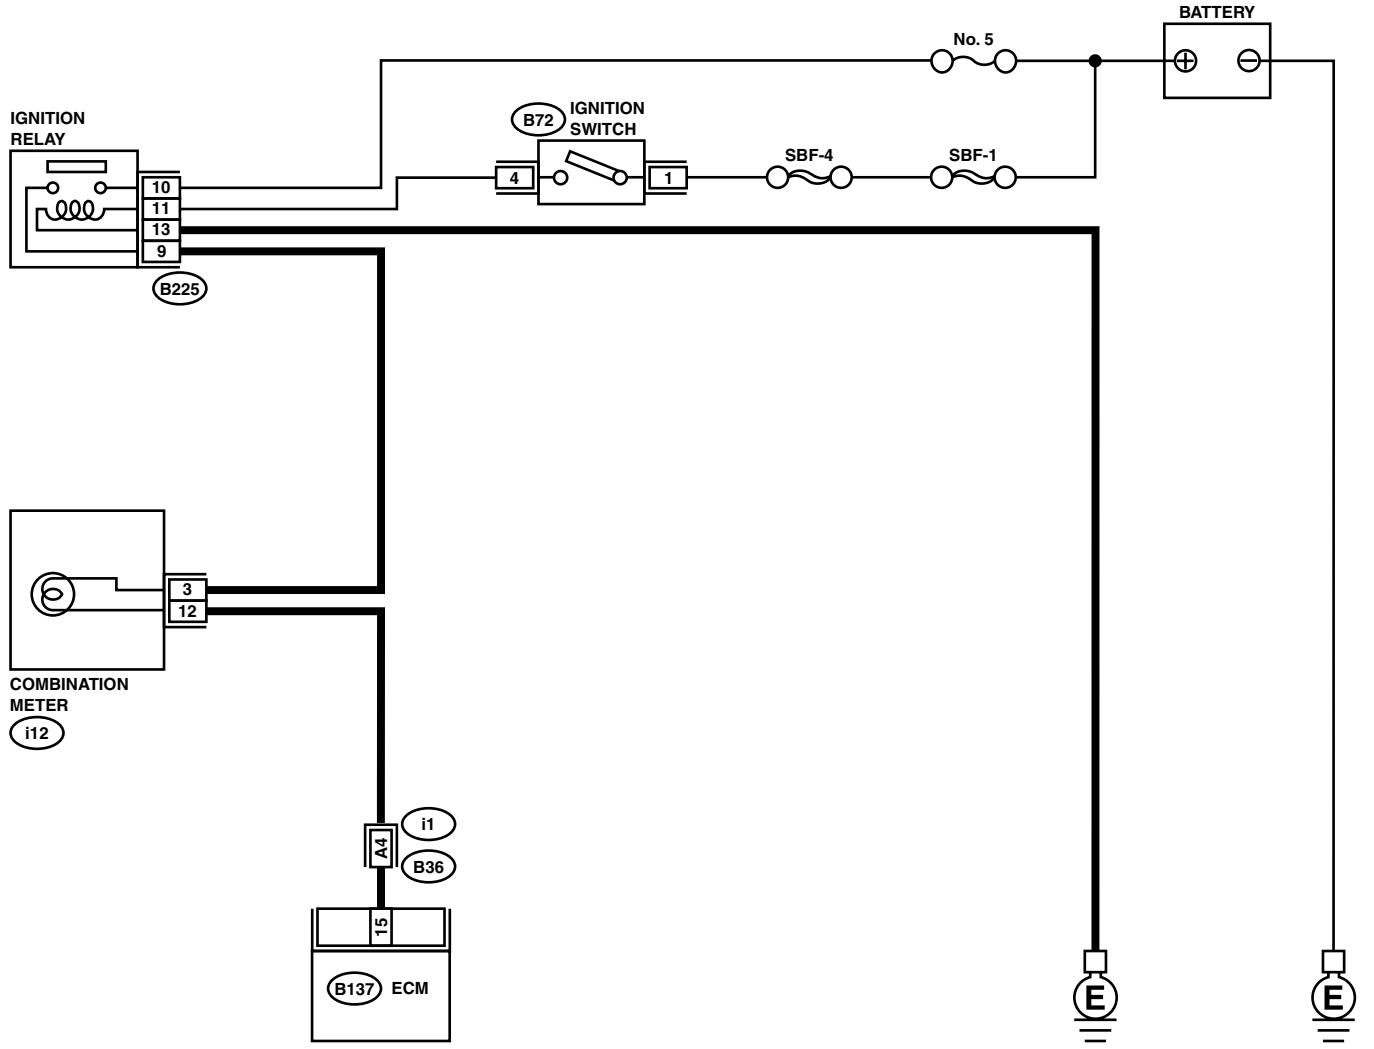 BATTERY
No. 5
IGNITION
RELAY
B72
IGNITION
SWITCH
SBF-4
SBF-1
4
1
10
11
13
9
B225
3
12
COMBINATION
METER
i12
i1
A4
B36
15
B137
ECM
E
E